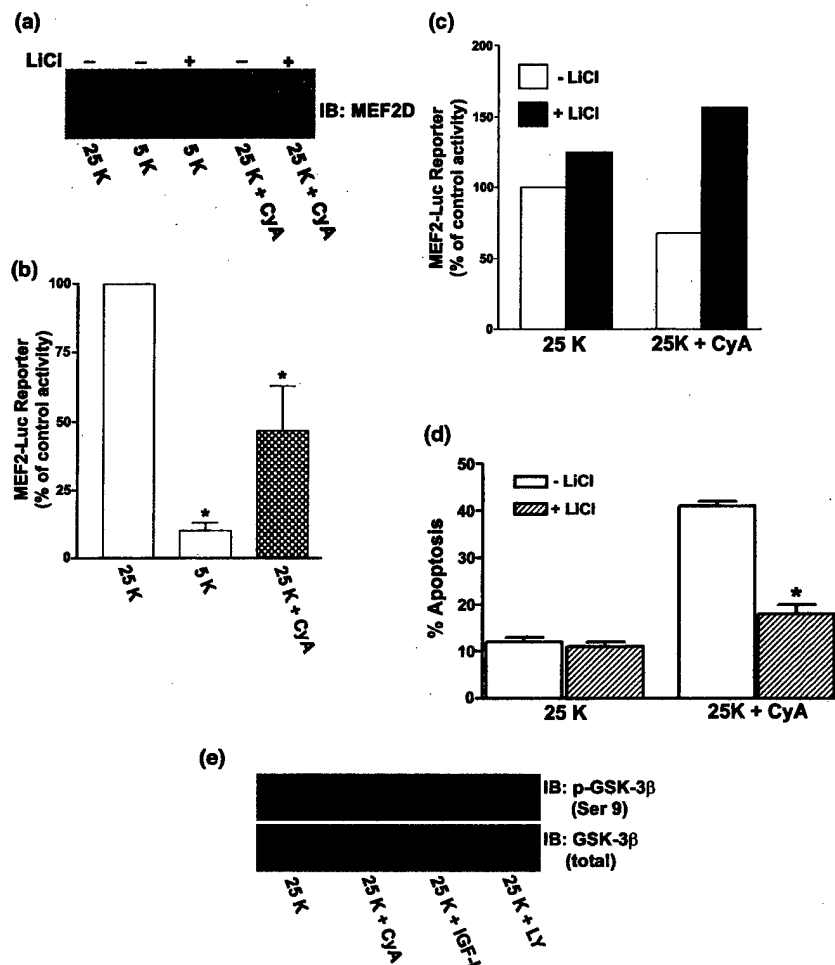 (a)
LiCl − − + − +
IB: MEF2D
25 K
5 K
5 K
25 K + CyA
25 K + CyA
(b)
MEF2-Luc Reporter
(% of control activity)
100
75
50
25
0
*
*
25 K
5 K
25 K + CyA
(c)
MEF2-Luc Reporter
(% of control activity)
200
150
100
50
0
- LiCl
+ LiCl
25 K
25K + CyA
(d)
% Apoptosis
50
40
30
20
10
0
- LiCl
+ LiCl
*
25 K
25K + CyA
(e)
IB: p-GSK-3β
(Ser 9)
IB: GSK-3β
(total)
25 K
25 K + CyA
25 K + IGF-I
25 K + LY